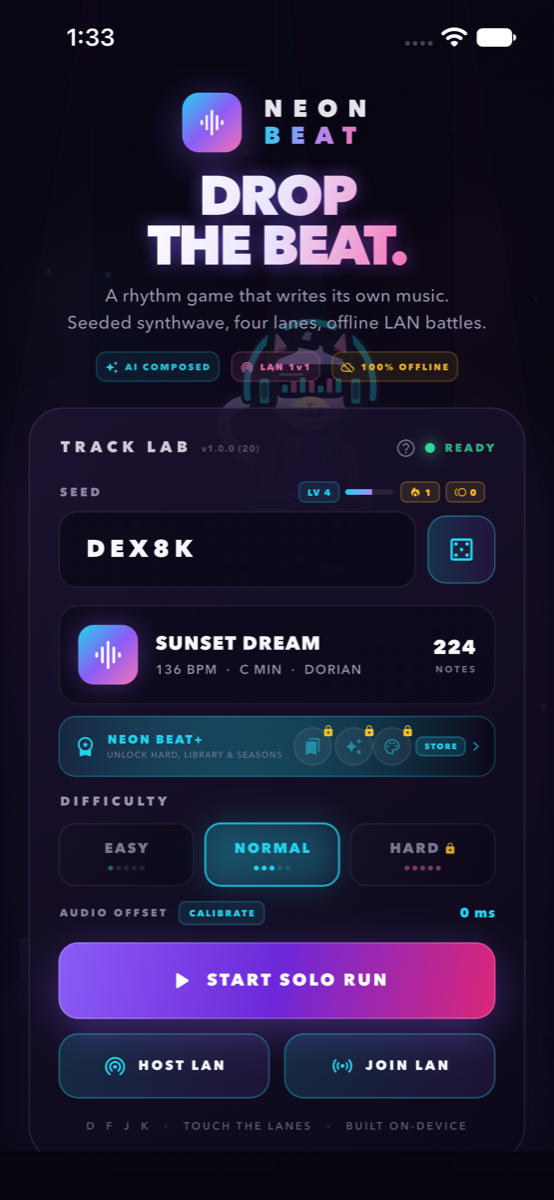 1:33
NEON
BEAT
DROP
THE BEAT.
A rhythm game that writes its own music.
Seeded synthwave, four lanes, offline LAN battles.
AI COMPOSED
LAN 1v1
100% OFFLINE
TRACK LAB v1.0.0 (20)
READY
SEED
LV 4
1
0
DEX8K
SUNSET DREAM
136 BPM · C MIN · DORIAN
224
NOTES
NEON BEAT+
UNLOCK HARD, LIBRARY & SEASONS
STORE
DIFFICULTY
EASY
NORMAL
HARD
AUDIO OFFSET
CALIBRATE
0 ms
START SOLO RUN
HOST LAN
JOIN LAN
D F J K · TOUCH THE LANES · BUILT ON-DEVICE